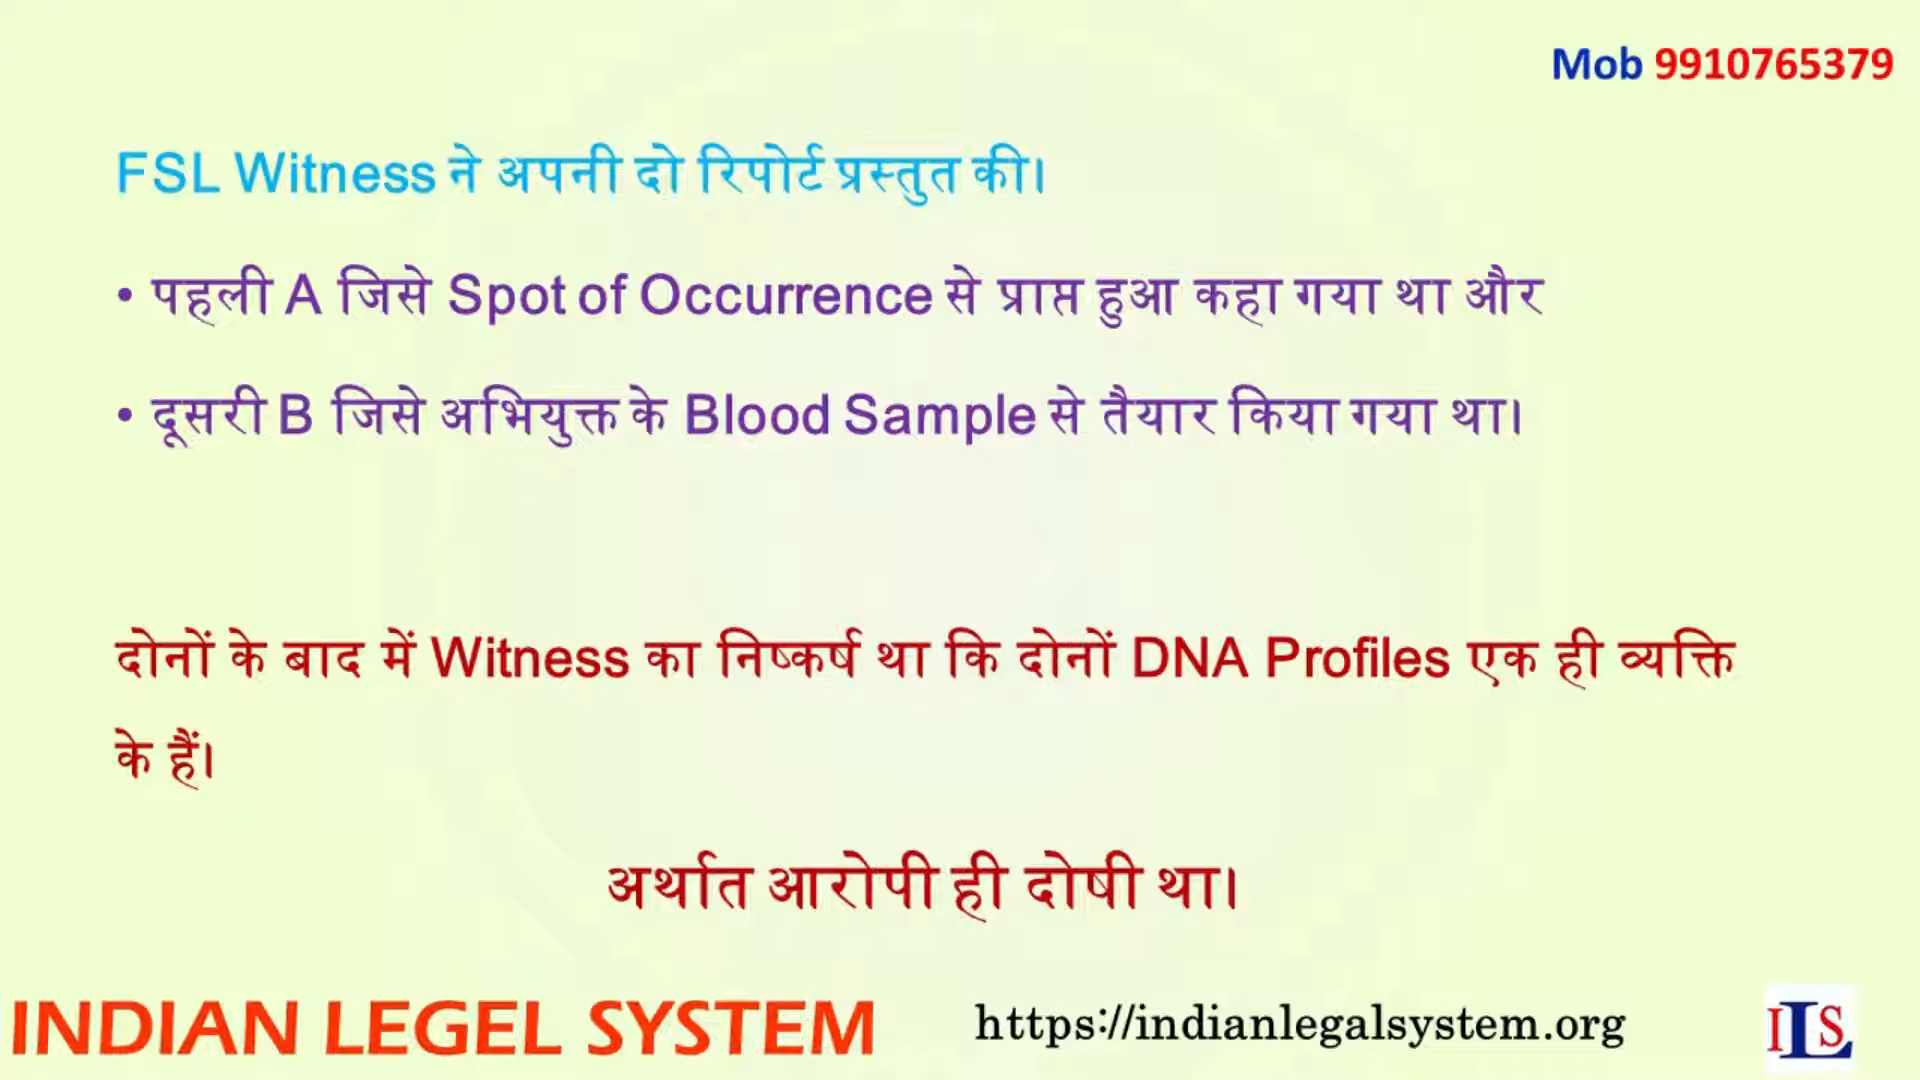 Mob 9910765379
FSL Witness ने अपनी दो रिपोर्ट प्रस्तुत की।
• पहली A जिसे Spot of Occurrence से प्राप्त हुआ कहा गया था और
• दूसरी B जिसे अभियुक्त के Blood Sample से तैयार किया गया था।
दोनों के बाद में Witness का निष्कर्ष था कि दोनों DNA Profiles एक ही व्यक्ति
के हैं।
अर्थात आरोपी ही दोषी था।
INDIAN LEGEL SYSTEM https://indianlegalsystem.org ILS